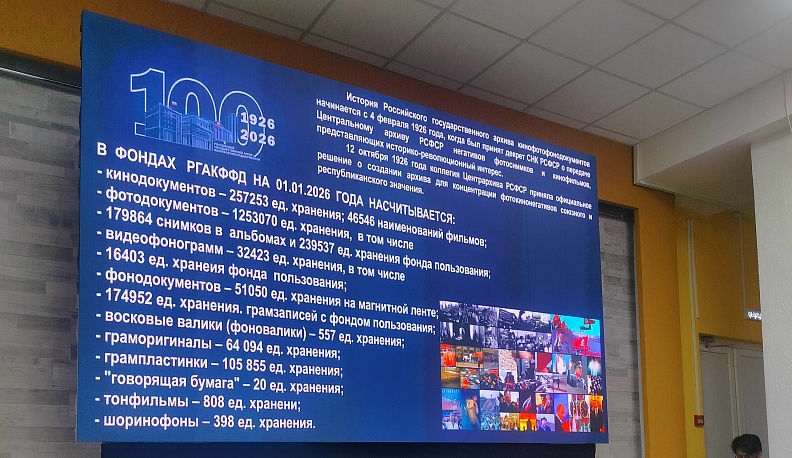 100
1926
2026
История Российского государственного архива кинофотофонодокументов
начинается с 4 февраля 1926 года, когда был принят декрет СНК РСФСР о передаче
Центральному архиву РСФСР негативов фотоснимков и кинофильмов,
представляющих историко-революционный интерес.
12 октября 1926 года коллегия Центрархива РСФСР приняла официальное
решение о создании архива для концентрации фотокинонегативов союзного и
республиканского значения.
В ФОНДАХ РГАКФФД НА 01.01.2026 ГОДА НАСЧИТЫВАЕТСЯ:
- кинодокументов – 257253 ед. хранения; 46546 наименований фильмов;
- фотодокументов – 1253070 ед. хранения, в том числе
- 179864 снимков в альбомах и 239537 ед. хранения фонда пользования;
- видеофонограмм – 32423 ед. хранения, в том числе
- 16403 ед. хранеия фонда пользования;
- фонодокументов – 51050 ед. хранения на магнитной ленте;
- 174952 ед. хранения. грамзаписей с фондом пользования;
- восковые валики (фоновалики) – 557 ед. хранения;
- граморигиналы – 64 094 ед. хранения;
- грампластинки – 105 855 ед. хранения;
- "говорящая бумага" – 20 ед. хранения;
- тонфильмы – 808 ед. хранени;
- шоринофоны – 398 ед. хранения.